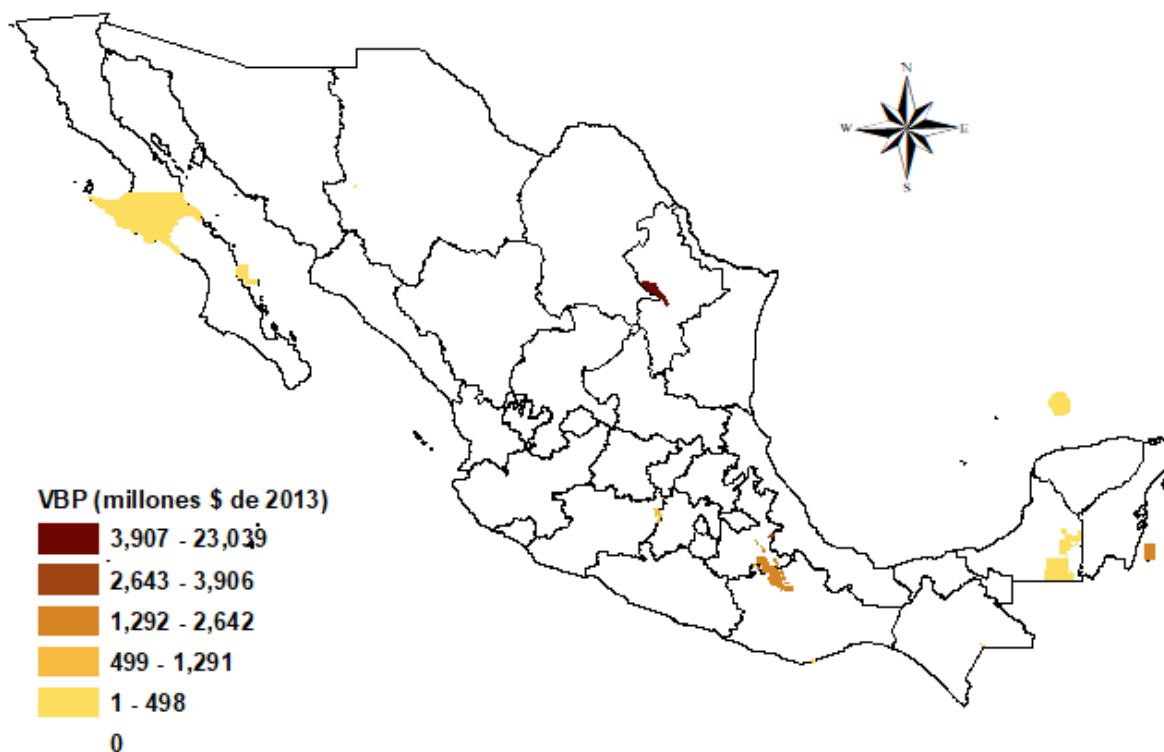 N
W E
S
VBP (millones $ de 2013)
3,907 - 23,039
2,643 - 3,906
1,292 - 2,642
499 - 1,291
1 - 498
0